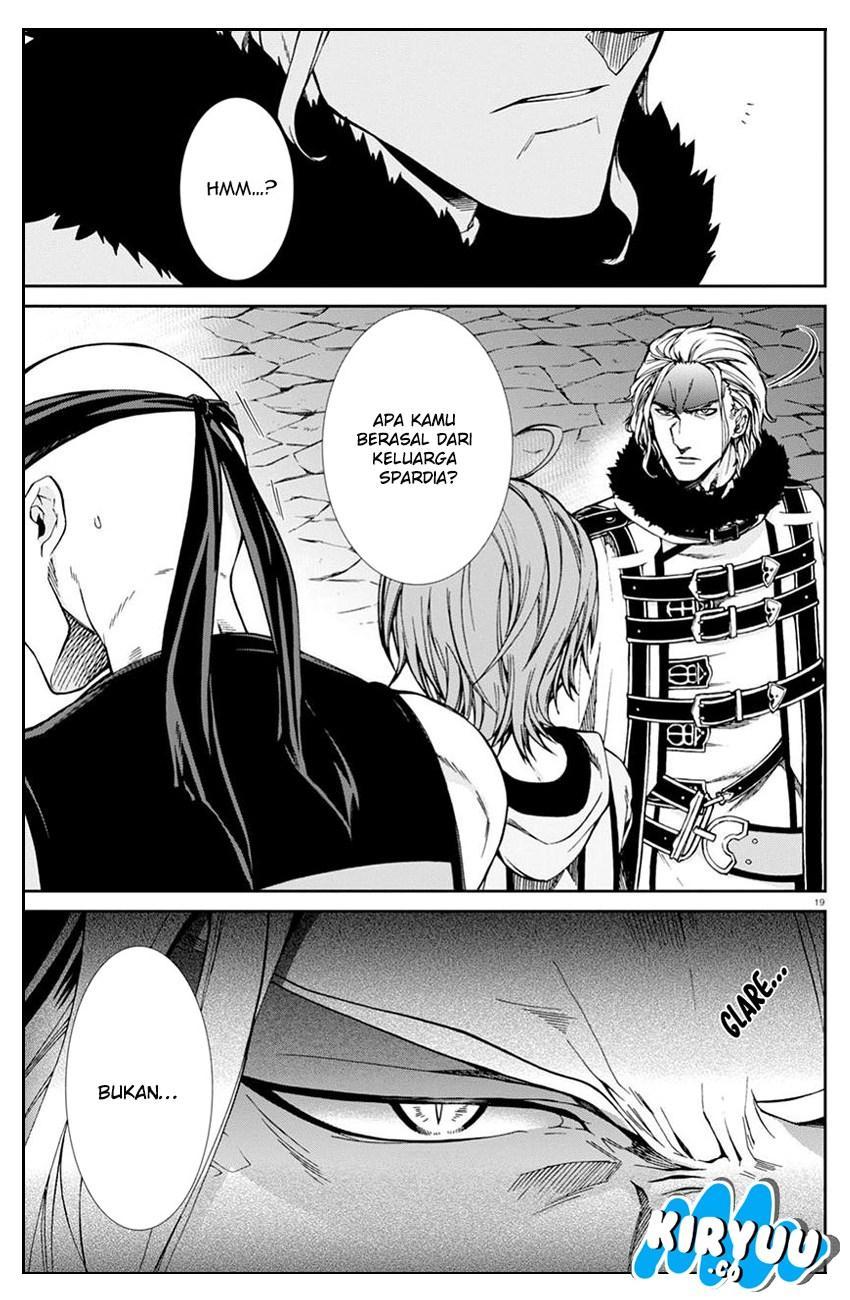 HMM...?
APA KAMU
BERASAL DARI
KELUARGA
SPARDIA?
19
GLARE...
BUKAN...
KIRYUU
.CO